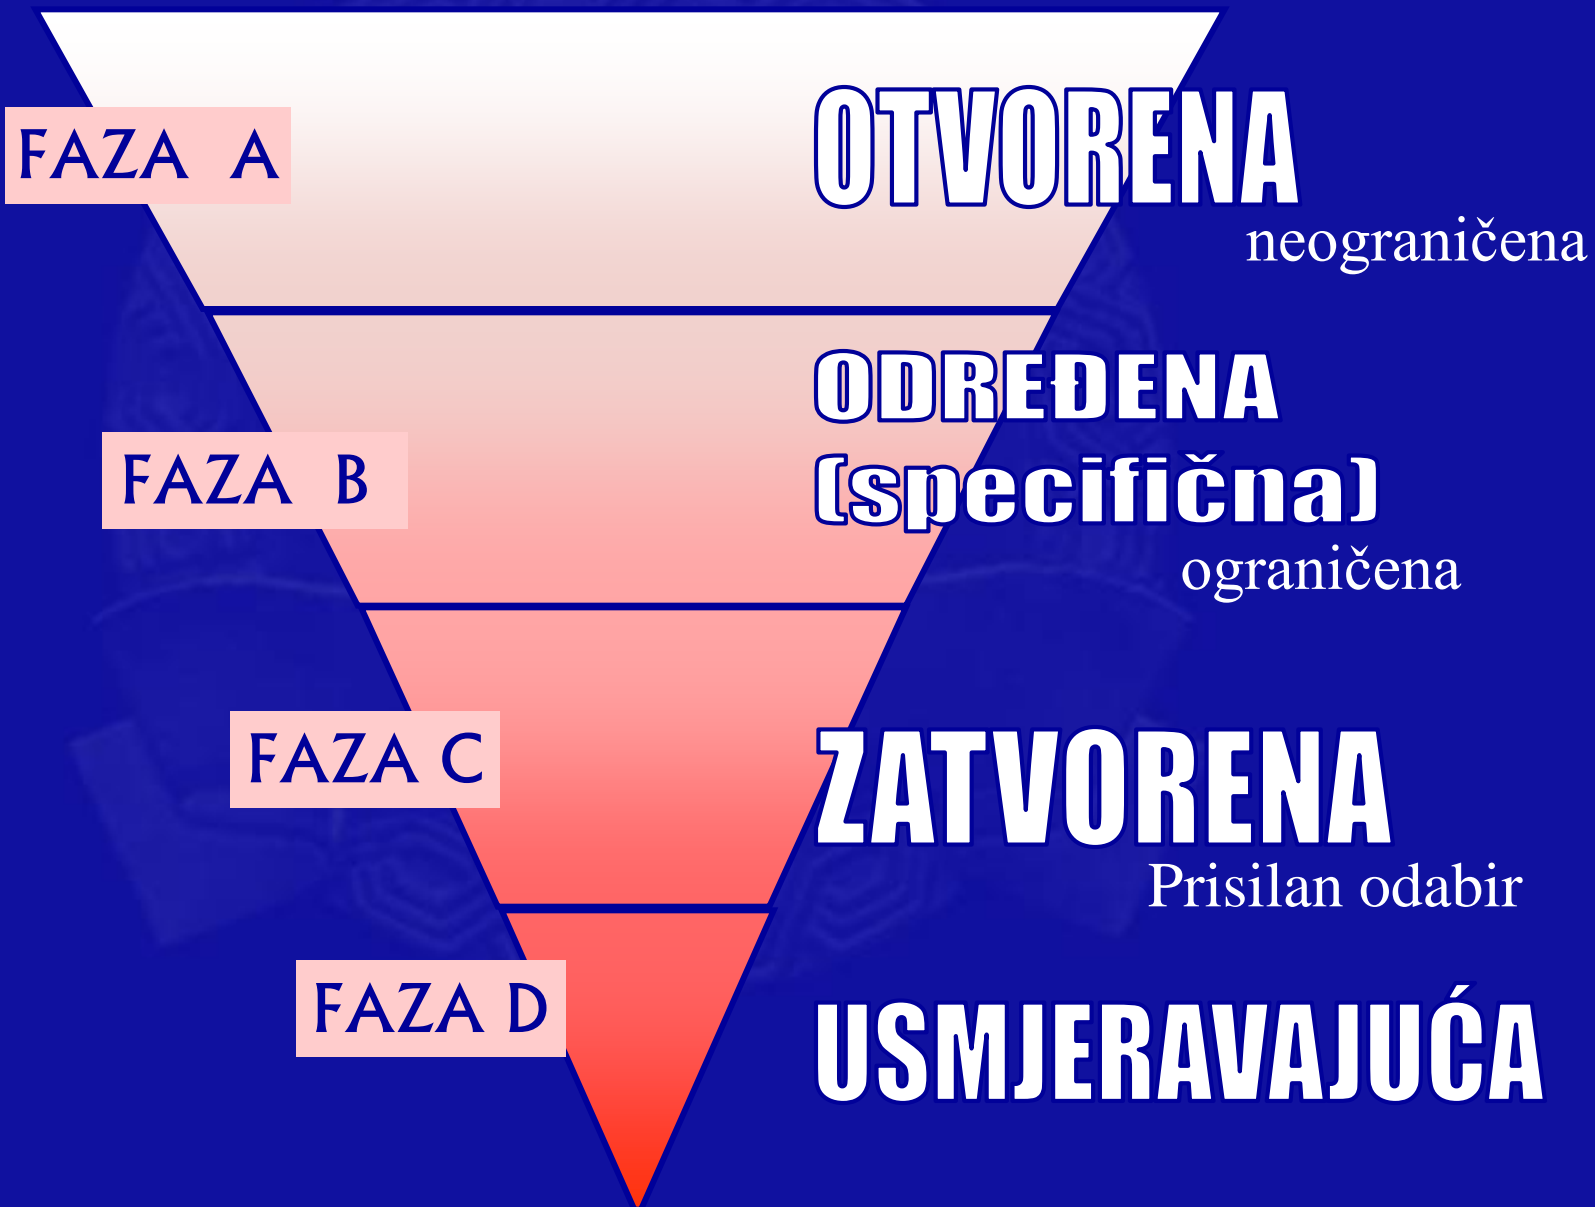 FAZA A
OTVORENA
neograničena
ODREĐENA
(specifična)
FAZA B
ograničena
FAZA C
ZATVORENA
Prisilan odabir
FAZA D
USMJERAVAJUĆA